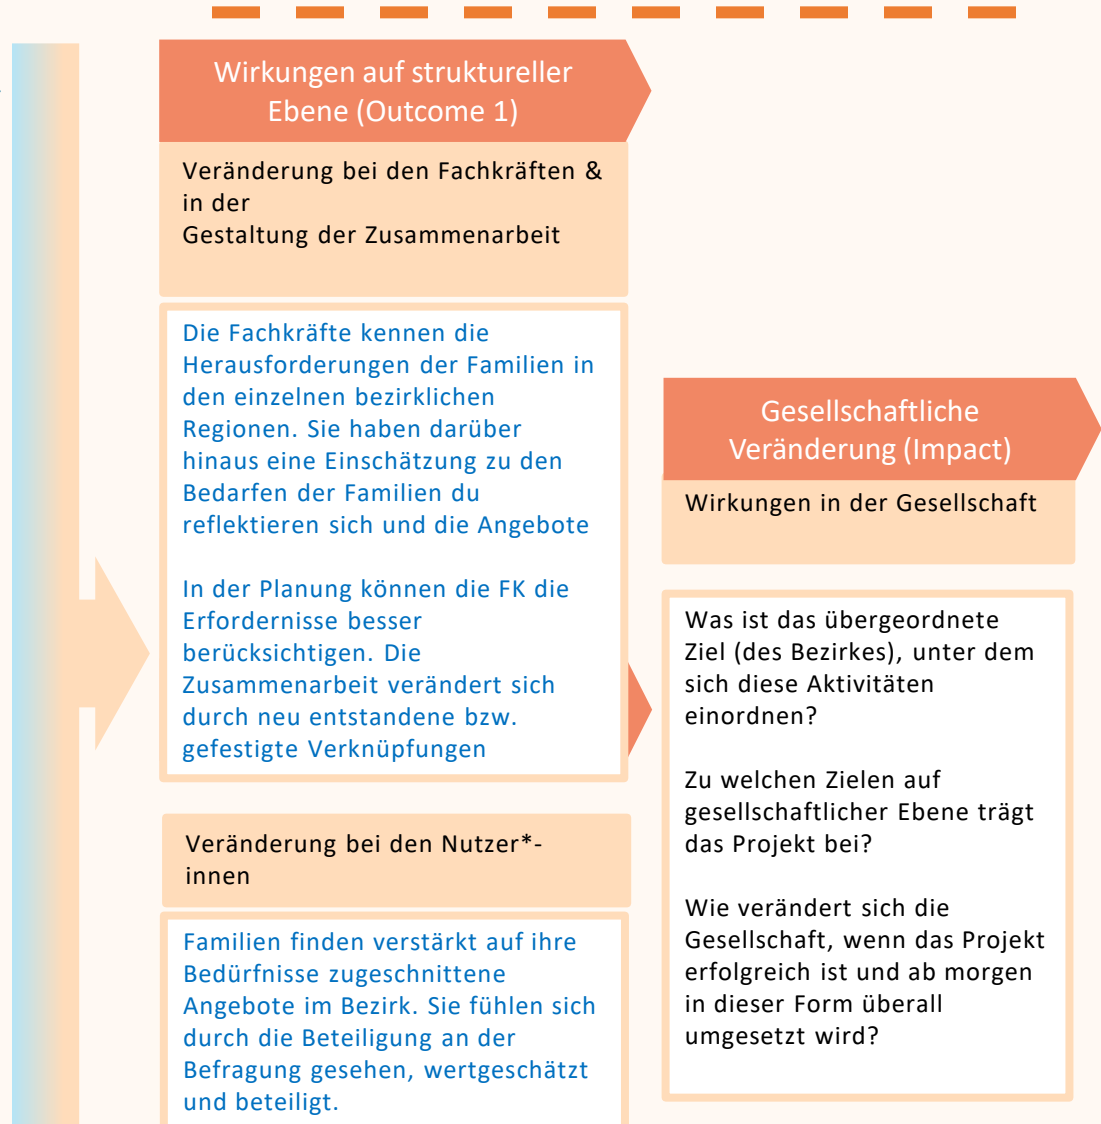 Wirkungen auf struktureller
Ebene (Outcome 1)
Veränderung bei den Fachkräften &
in der
Gestaltung der Zusammenarbeit
Die Fachkräfte kennen die
Herausforderungen der Familien in
den einzelnen bezirklichen
Regionen. Sie haben darüber
hinaus eine Einschätzung zu den
Bedarfen der Familien du
reflektieren sich und die Angebote
In der Planung können die FK die
Erfordernisse besser
berücksichtigen. Die
Zusammenarbeit verändert sich
durch neu entstandene bzw.
gefestigte Verknüpfungen
Veränderung bei den Nutzer*-
innen
Familien finden verstärkt auf ihre
Bedürfnisse zugeschnittene
Angebote im Bezirk. Sie fühlen sich
durch die Beteiligung an der
Befragung gesehen, wertgeschätzt
und beteiligt.
Gesellschaftliche
Veränderung (Impact)
Wirkungen in der Gesellschaft
Was ist das übergeordnete
Ziel (des Bezirkes), unter dem
sich diese Aktivitäten
einordnen?
Zu welchen Zielen auf
gesellschaftlicher Ebene trägt
das Projekt bei?
Wie verändert sich die
Gesellschaft, wenn das Projekt
erfolgreich ist und ab morgen
in dieser Form überall
umgesetzt wird?